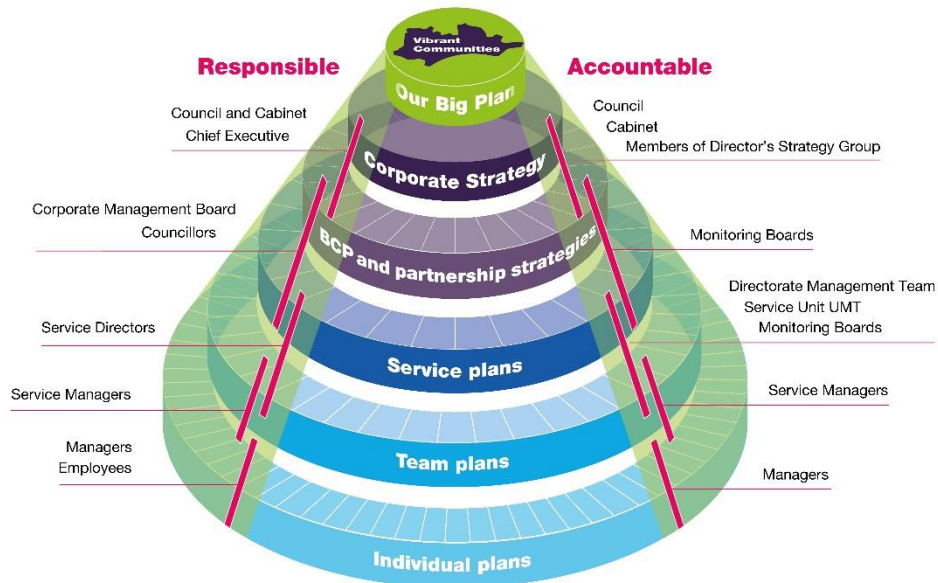 Vibrant
Communities
Our Big Plan
Responsible
Accountable
Council and Cabinet
Chief Executive
Council
Cabinet
Members of Director's Strategy Group
Corporate Strategy
Corporate Management Board
Councillors
BCP and partnership strategies
Monitoring Boards
Directorate Management Team
Service Unit UMT
Monitoring Boards
Service Directors
Service plans
Service Managers
Service Managers
Team plans
Managers
Employees
Managers
Individual plans